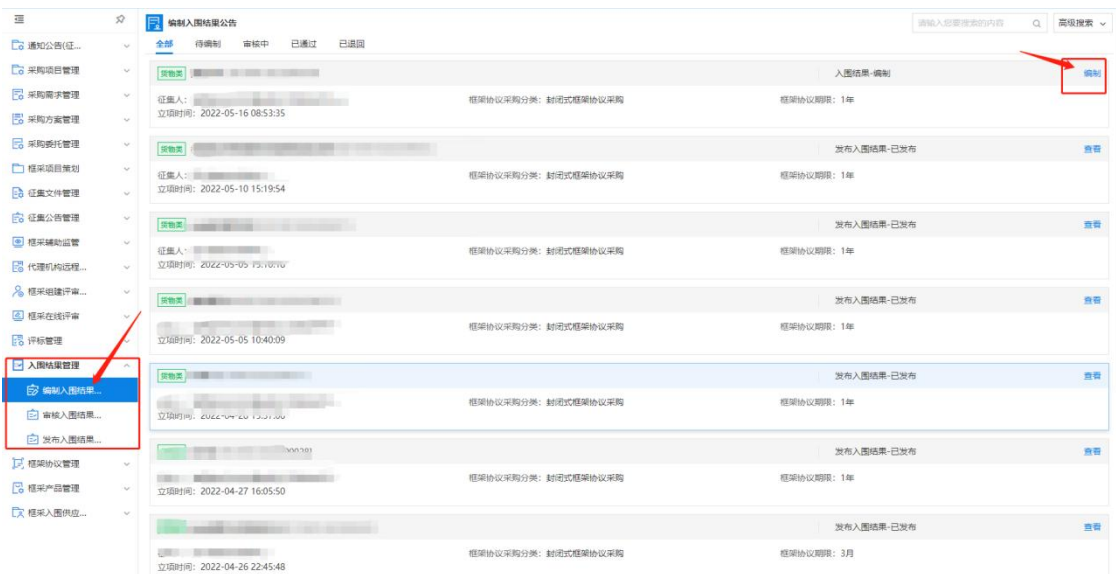 编制入围结果公告
请输入您要搜索的内容
高级搜索
全部 待编制 审核中 已通过 已退回
通知公告(征...
采购项目管理
采购需求管理
采购方案管理
采购委托管理
框采项目策划
征集文件管理
征集公告管理
框采辅助监管
代理机构远程...
框采组建评审...
框采在线评审
评标管理
入围结果管理
编制入围结果...
审核入围结果...
发布入围结果...
框架协议管理
框采产品管理
框采入围供应...
货物类 入围结果-编制 编制
征集人: 框架协议采购分类: 封闭式框架协议采购 框架协议期限: 1年
立项时间: 2022-05-16 08:53:35
货物类 发布入围结果-已发布 查看
征集人: 框架协议采购分类: 封闭式框架协议采购 框架协议期限: 1年
立项时间: 2022-05-10 15:19:54
货物类 发布入围结果-已发布 查看
征集人: 框架协议采购分类: 封闭式框架协议采购 框架协议期限: 1年
立项时间: 2022-05-05
货物类 发布入围结果-已发布 查看
框架协议采购分类: 封闭式框架协议采购 框架协议期限: 1年
立项时间: 2022-05-05 10:40:09
货物类 发布入围结果-已发布 查看
框架协议采购分类: 封闭式框架协议采购 框架协议期限: 1年
立项时间:
发布入围结果-已发布 查看
框架协议采购分类: 封闭式框架协议采购 框架协议期限: 1年
立项时间: 2022-04-27 16:05:50
发布入围结果-已发布 查看
框架协议采购分类: 封闭式框架协议采购 框架协议期限: 3月
立项时间: 2022-04-26 22:45:48